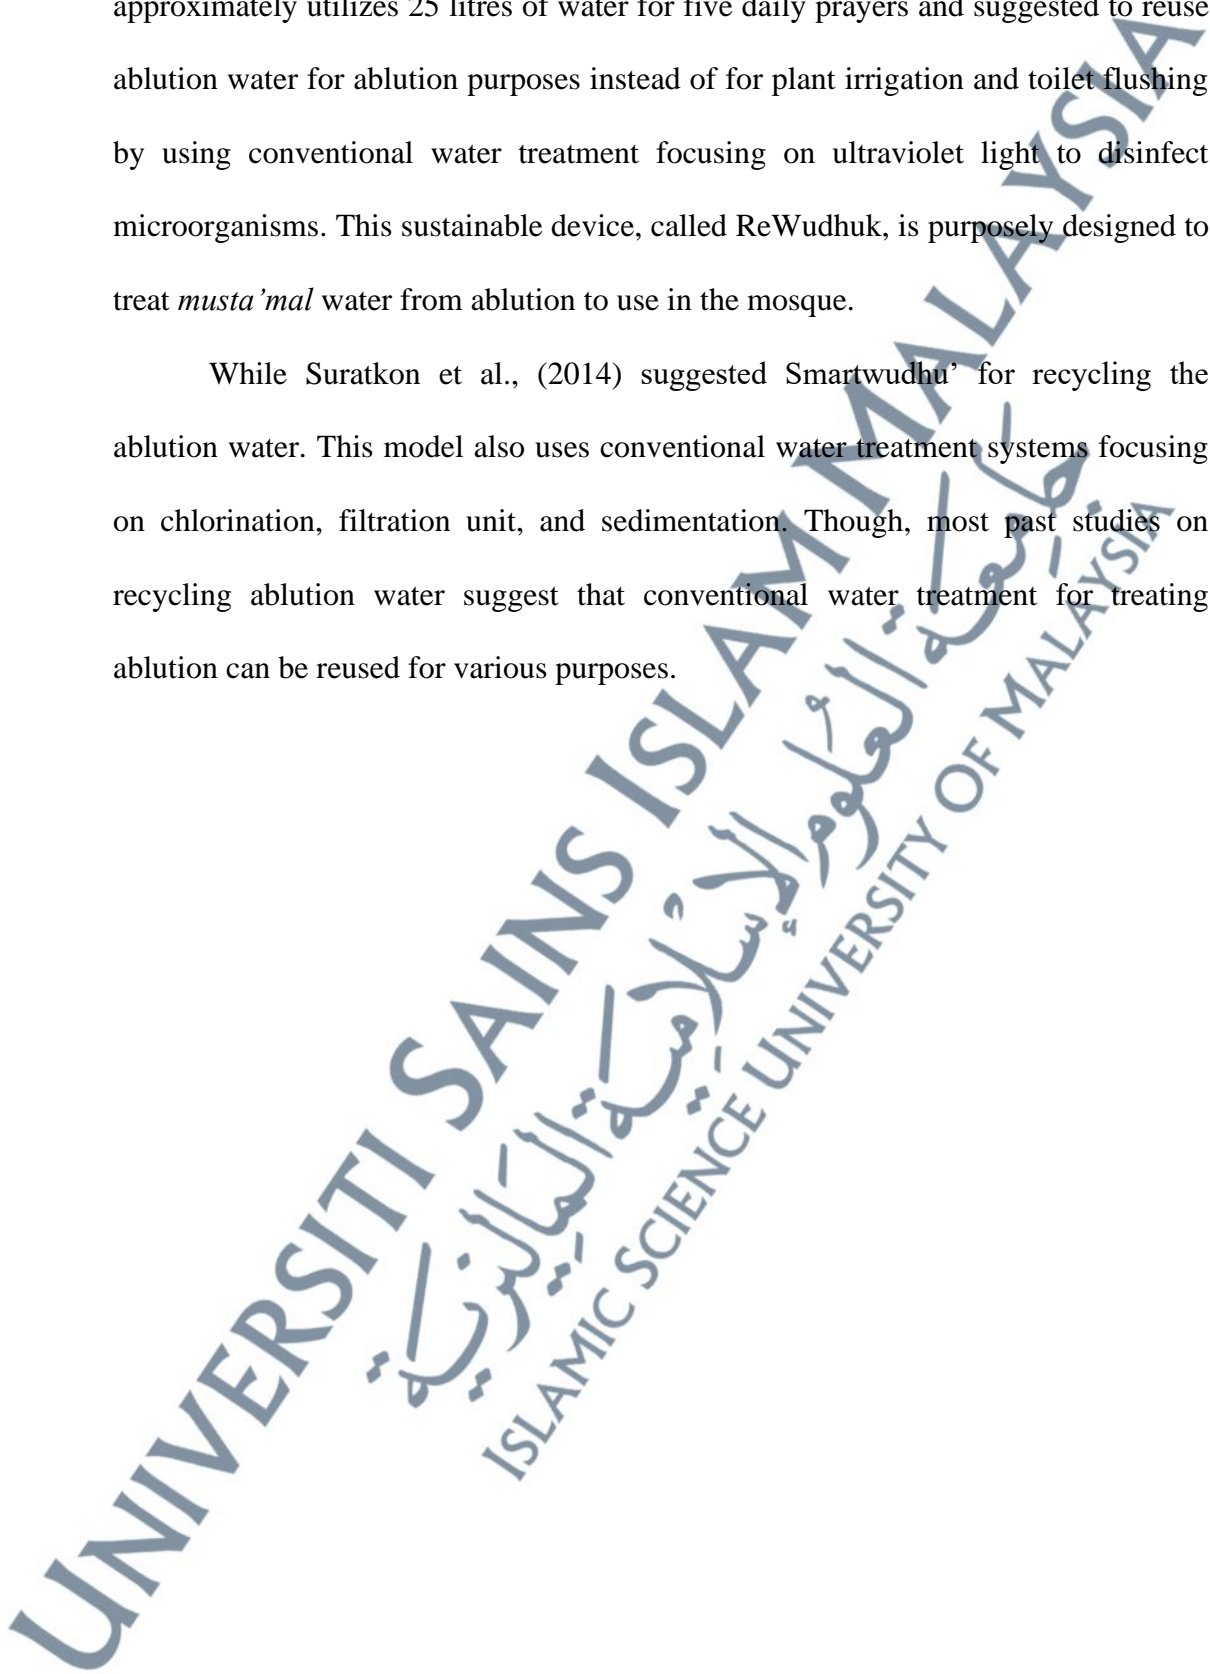 approximately utilizes 25 litres of water for five daily prayers and suggested to reuse
ablution water for ablution purposes instead of for plant irrigation and toilet flushing
by using conventional water treatment focusing on ultraviolet light to disinfect
microorganisms. This sustainable device, called ReWudhuk, is purposely designed to
treat musta’mal water from ablution to use in the mosque.
While Suratkon et al., (2014) suggested Smartwudhu’ for recycling the
ablution water. This model also uses conventional water treatment systems focusing
on chlorination, filtration unit, and sedimentation. Though, most past studies on
recycling ablution water suggest that conventional water treatment for treating
ablution can be reused for various purposes.
UNIVERSITI SAINS ISLAM MALAYSIA
جامعة العلوم الإسلامية الماليزية
ISLAMIC SCIENCE UNIVERSITY OF MALAYSIA